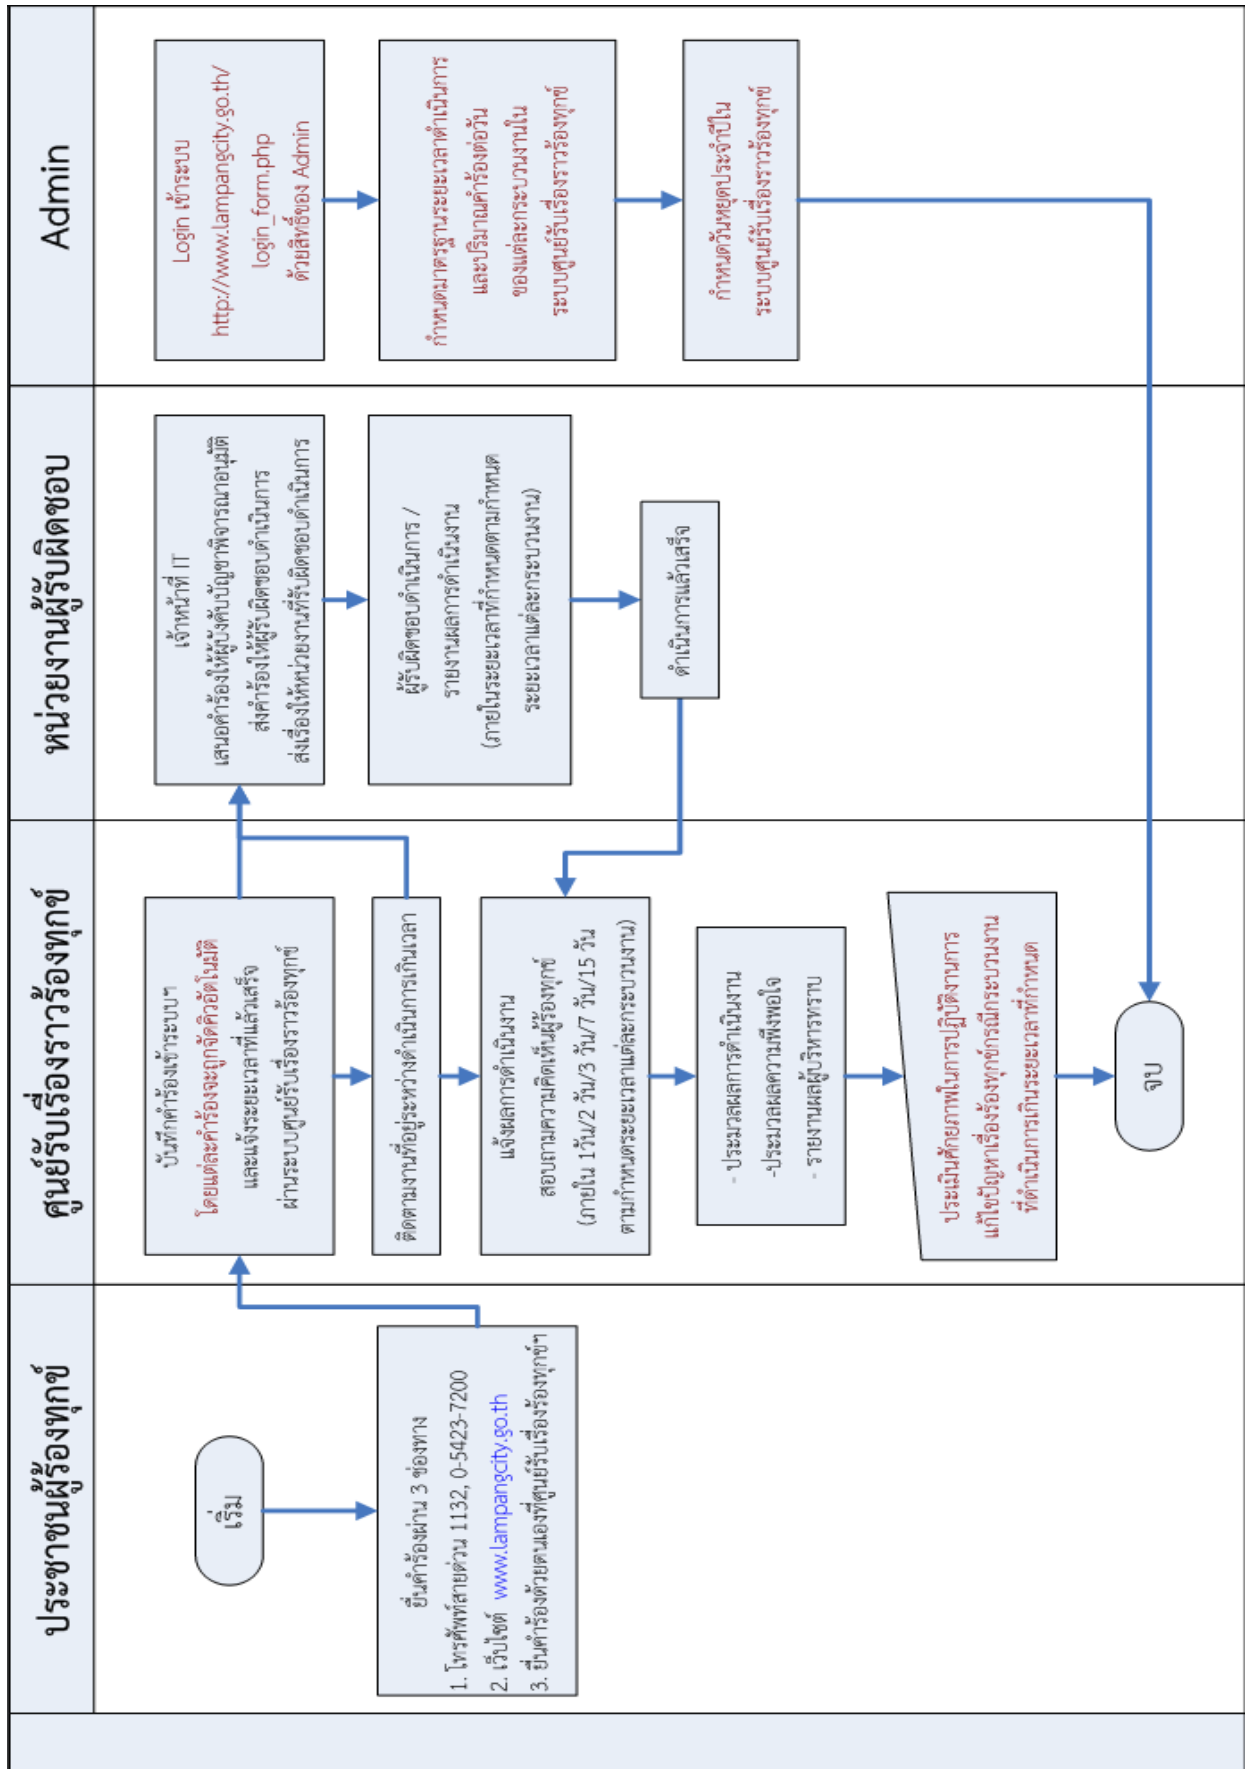 ประชาชนผู้ร้องทุกข์
ศูนย์รับเรื่องราวร้องทุกข์
หน่วยงานผู้รับผิดชอบ
Admin
เริ่ม
ยื่นคำร้องผ่าน 3 ช่องทาง
1. โทรศัพท์สายด่วน 1132, 0-5423-7200
2. เว็บไซต์ www.lampangcity.go.th
3. ยื่นคำร้องด้วยตนเองที่ศูนย์รับเรื่องร้องทุกข์ฯ
บันทึกคำร้องเข้าระบบฯ
โดยแต่ละคำร้องจะถูกจัดคิวอัตโนมัติ
และแจ้งระยะเวลาที่แล้วเสร็จ
ผ่านระบบศูนย์รับเรื่องราวร้องทุกข์
ติดตามงานที่อยู่ระหว่างดำเนินการเกินเวลา
แจ้งผลการดำเนินงาน
สอบถามความคิดเห็นผู้ร้องทุกข์
(ภายใน 1วัน/2 วัน/3 วัน/7 วัน/15 วัน
ตามกำหนดระยะเวลาแต่ละกระบวนงาน)
- ประมวลผลการดำเนินงาน
-ประมวลผลความพึงพอใจ
- รายงานผลผู้บริหารทราบ
ประเมินศักยภาพในการปฏิบัติงานการ
แก้ไขปัญหาเรื่องร้องทุกข์กรณีกระบวนงาน
ที่ดำเนินการเกินระยะเวลาที่กำหนด
จบ
เจ้าหน้าที่ IT
เสนอคำร้องให้ผู้บังคับบัญชาพิจารณาอนุมัติ
ส่งคำร้องให้ผู้รับผิดชอบดำเนินการ
ส่งเรื่องให้หน่วยงานที่รับผิดชอบดำเนินการ
ผู้รับผิดชอบดำเนินการ /
รายงานผลการดำเนินงาน
(ภายในระยะเวลาที่กำหนดตามกำหนด
ระยะเวลาแต่ละกระบวนงาน)
ดำเนินการแล้วเสร็จ
Login เข้าระบบ
http://www.lampangcity.go.th/
login_form.php
ด้วยสิทธิ์ของ Admin
กำหนดมาตรฐานระยะเวลาดำเนินการ
และปริมาณคำร้องต่อวัน
ของแต่ละกระบวนงานใน
ระบบศูนย์รับเรื่องราวร้องทุกข์
กำหนดวันหยุดประจำปีใน
ระบบศูนย์รับเรื่องราวร้องทุกข์